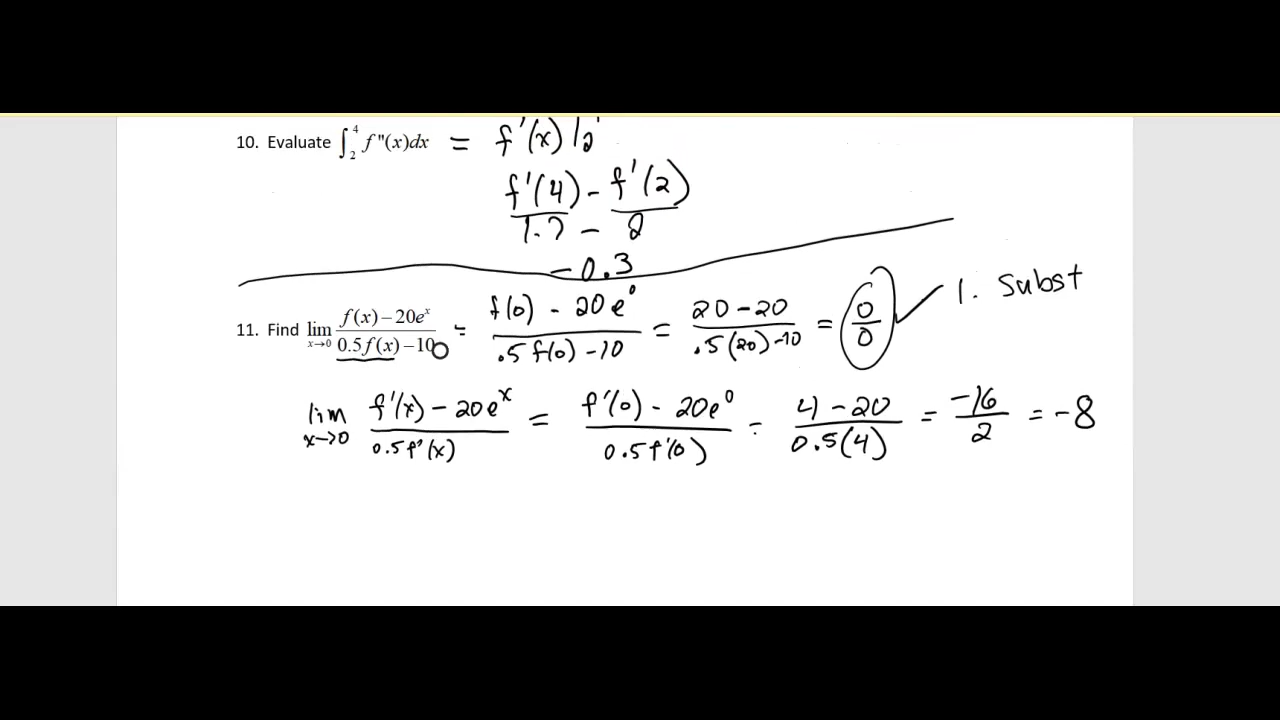 10. Evaluate ∫₂⁴ f''(x)dx = f'(x) |₂
f'(4) - f'(2)
1.7 - 2
-0.3
11. Find lim x→0 (f(x) - 20eˣ)/(0.5f(x) - 10) = (f(0) - 20e⁰)/(.5f(0) - 10) = (20 - 20)/(.5(20) - 10) = 0/0 1. Subst
lim x→0 (f'(x) - 20eˣ)/(0.5f'(x)) = (f'(0) - 20e⁰)/(0.5f'(0)) = (4 - 20)/(0.5(4)) = -16/2 = -8